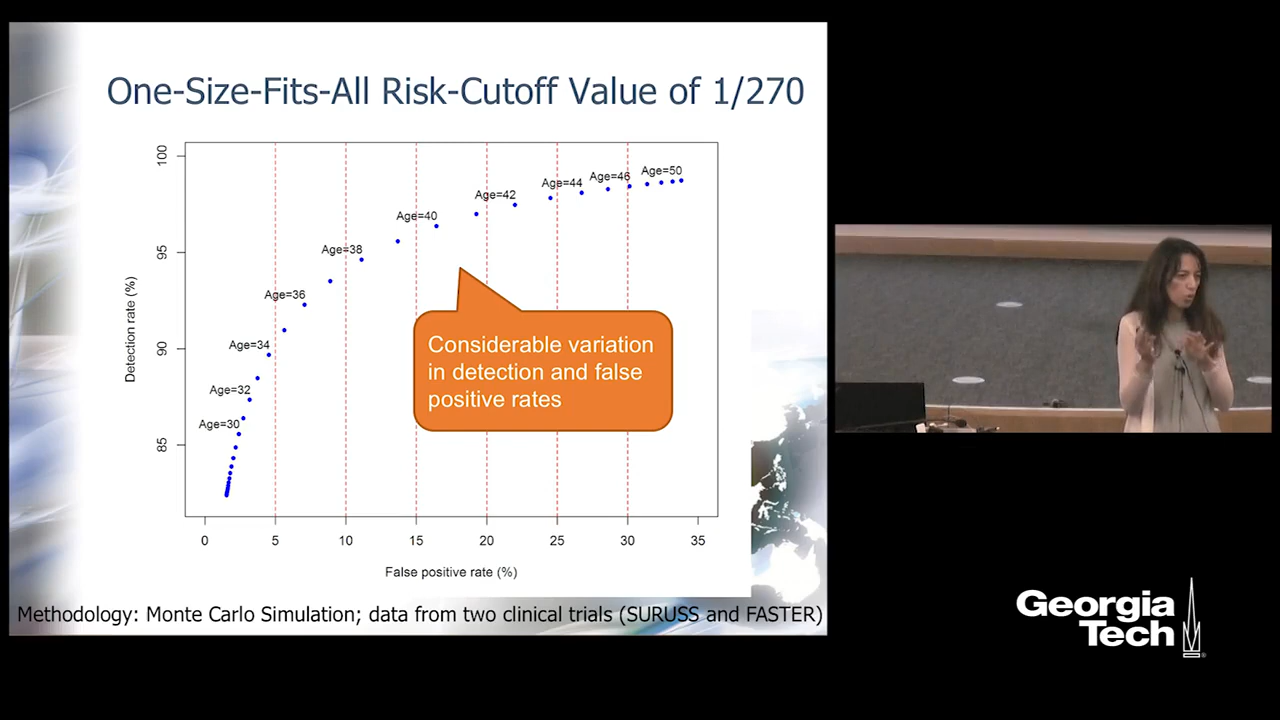 One-Size-Fits-All Risk-Cutoff Value of 1/270
100
95
90
85
Detection rate (%)
Age=50
Age=46
Age=44
Age=42
Age=40
Age=38
Age=36
Age=34
Age=32
Age=30
Considerable variation
in detection and false
positive rates
0 5 10 15 20 25 30 35
False positive rate (%)
Methodology: Monte Carlo Simulation; data from two clinical trials (SURUSS and FASTER)
Georgia
Tech